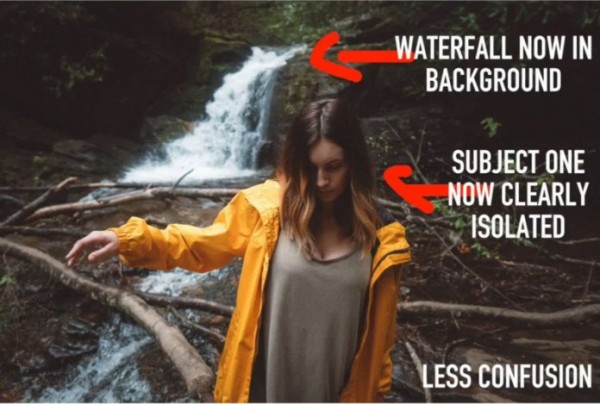 WATERFALL NOW IN
BACKGROUND
SUBJECT ONE
NOW CLEARLY
ISOLATED
LESS CONFUSION